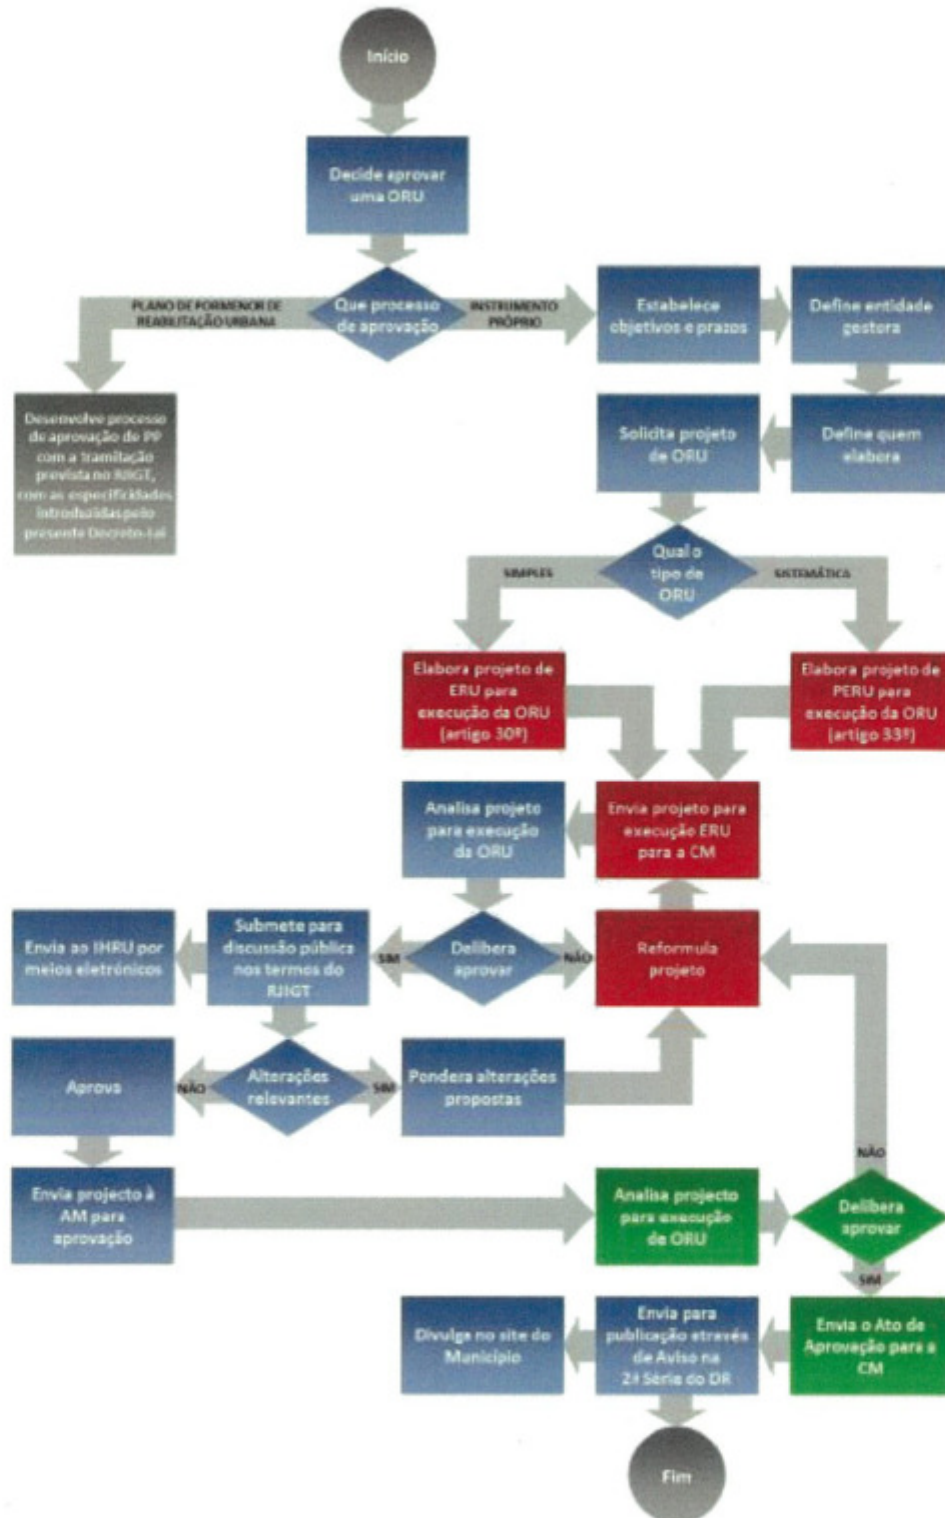 Início
Decide aprovar
uma ORU
Que processo
de aprovação
PLANO DE PORMENOR DE
REABILITAÇÃO URBANA
INSTRUMENTO
PRÓPRIO
Estabelece
objetivos e prazos
Define entidade
gestora
Desenvolve processo
de aprovação do PP
com a tramitação
prevista no RJIGT,
com as especificidades
introduzidas pelo
presente Decreto-Lei
Solicita projeto
de ORU
Define quem
elabora
Qual o
tipo de
ORU
SIMPLES
SISTEMÁTICA
Elabora projeto de
ERU para
execução da ORU
(artigo 30º)
Elabora projeto de
PERU para
execução da ORU
(artigo 33º)
Analisa projeto
para execução
da ORU
Envia projeto para
execução ERU
para a CM
Envia ao IHRU por
meios eletrónicos
Submete para
discussão pública
nos termos do
RJIGT
SIM
Delibera
aprovar
NÃO
Reformula
projeto
Aprova
NÃO
Alterações
relevantes
SIM
Pondera alterações
propostas
NÃO
Envia projecto à
AM para
aprovação
Analisa projecto
para execução
de ORU
Delibera
aprovar
SIM
Divulga no site do
Município
Envia para
publicação através
de Aviso na
2ª Série do DR
Envia o Ato de
Aprovação para a
CM
Fim